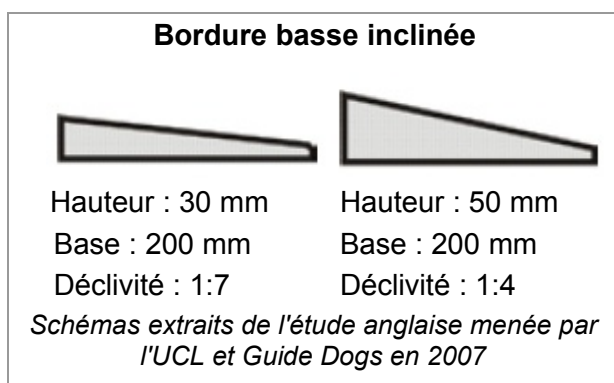 Bordure basse inclinée
Hauteur : 30 mm
Base : 200 mm
Déclivité : 1:7
Hauteur : 50 mm
Base : 200 mm
Déclivité : 1:4
Schémas extraits de l'étude anglaise menée par
l'UCL et Guide Dogs en 2007